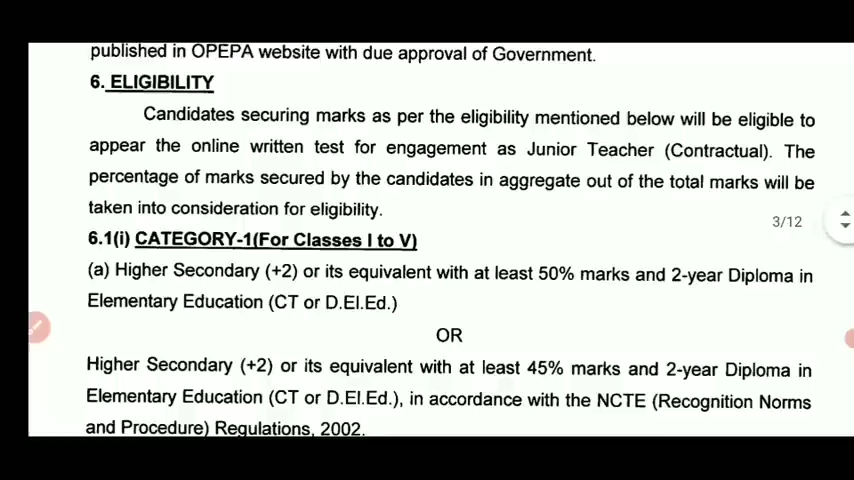 published in OPEPA website with due approval of Government.
6. ELIGIBILITY
Candidates securing marks as per the eligibility mentioned below will be eligible to
appear the online written test for engagement as Junior Teacher (Contractual). The
percentage of marks secured by the candidates in aggregate out of the total marks will be
taken into consideration for eligibility.
3/12
6.1(i) CATEGORY-1(For Classes I to V)
(a) Higher Secondary (+2) or its equivalent with at least 50% marks and 2-year Diploma in
Elementary Education (CT or D.El.Ed.)
OR
Higher Secondary (+2) or its equivalent with at least 45% marks and 2-year Diploma in
Elementary Education (CT or D.El.Ed.), in accordance with the NCTE (Recognition Norms
and Procedure) Regulations, 2002.